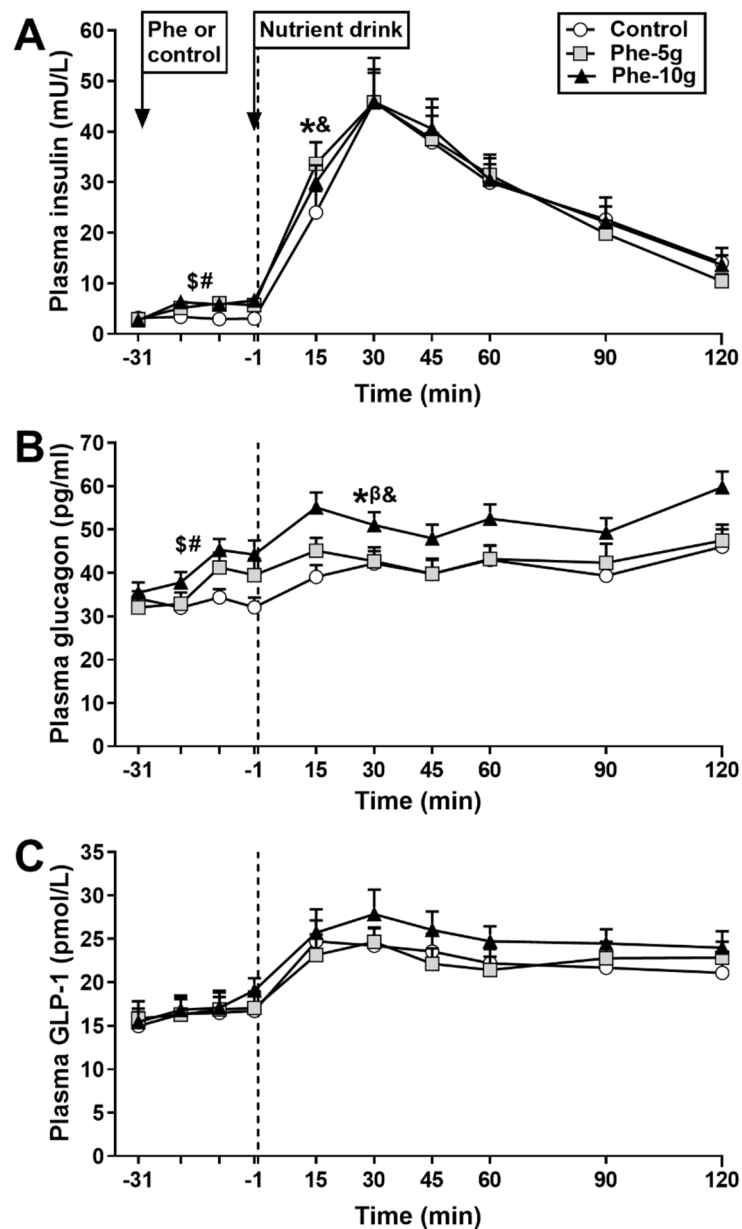 A
Phe or
control
Nutrient drink
Control
Phe-5g
Phe-10g
Plasma insulin (mU/L)
60
50
40
30
20
10
0
*&
$#
-31 -1 15 30 45 60 90 120
Time (min)
B
Plasma glucagon (pg/ml)
70
60
50
40
30
20
10
0
$#
*β&
-31 -1 15 30 45 60 90 120
Time (min)
C
Plasma GLP-1 (pmol/L)
35
30
25
20
15
10
5
0
-31 -1 15 30 45 60 90 120
Time (min)